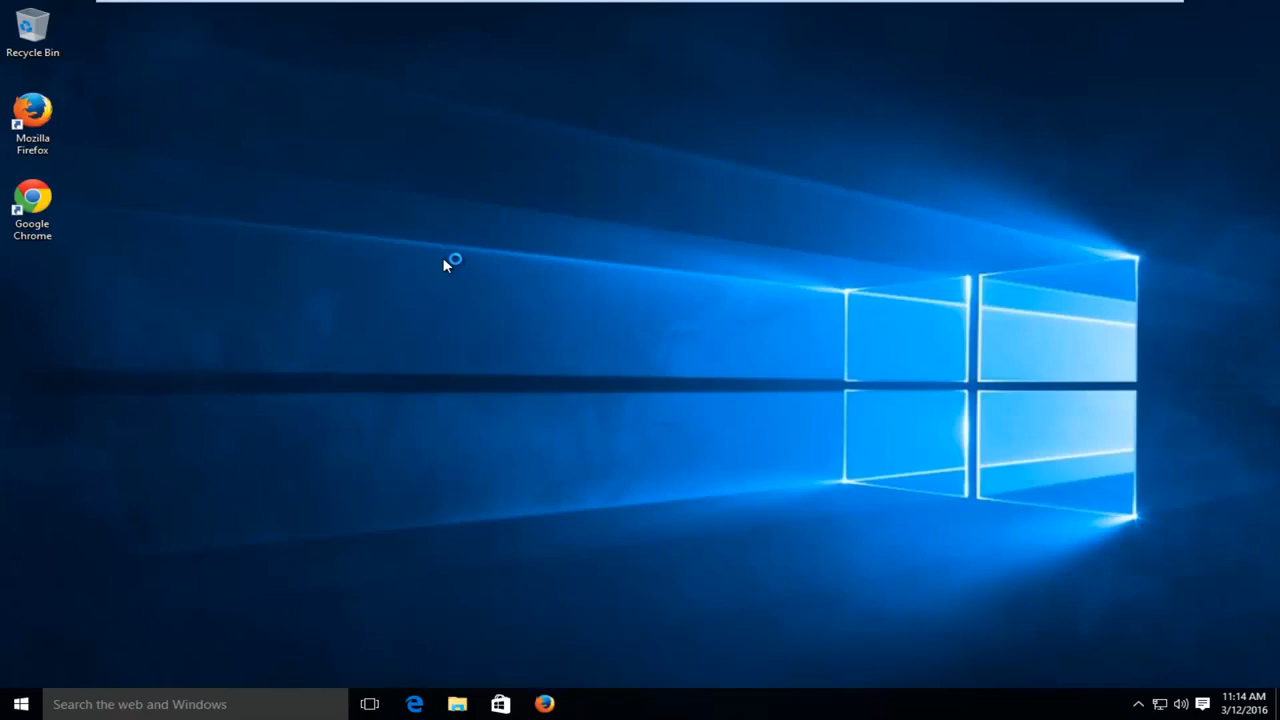 Recycle Bin
Mozilla
Firefox
Google
Chrome
Search the web and Windows
11:14 AM
3/12/2016